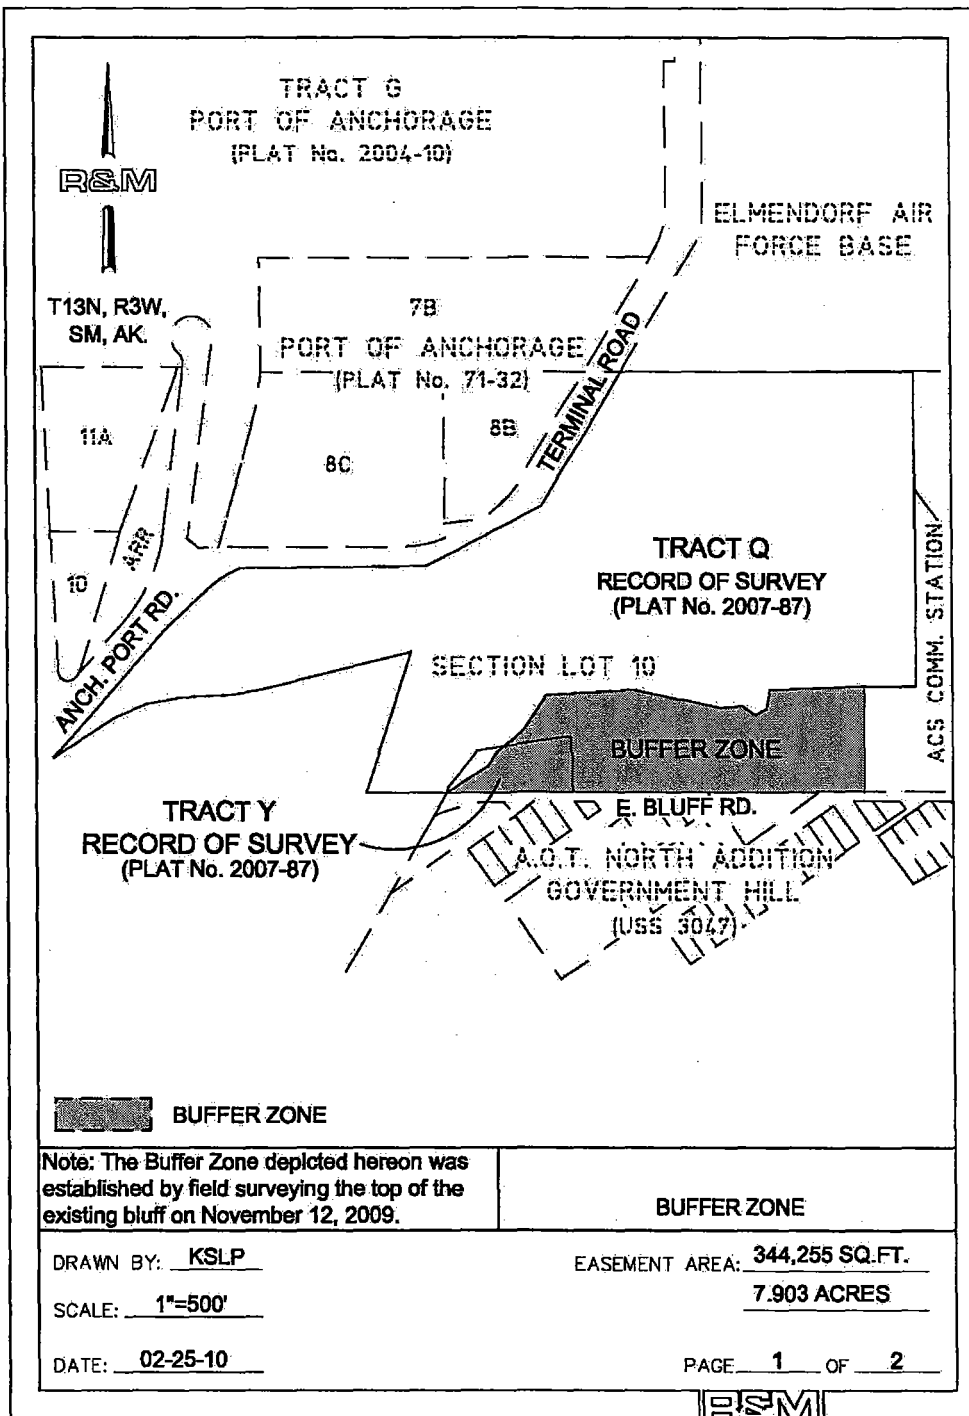 TRACT G
PORT OF ANCHORAGE
(PLAT No. 2004-10)
R&M
ELMENDORF AIR
FORCE BASE
T13N, R3W,
SM, AK.
7B
PORT OF ANCHORAGE
(PLAT No. 71-32)
TERMINAL ROAD
11A
8C
8B
ARR
10
ANCH. PORT RD.
TRACT Q
RECORD OF SURVEY
(PLAT No. 2007-87)
ACS COMM. STATION
SECTION LOT 10
BUFFER ZONE
TRACT Y
RECORD OF SURVEY
(PLAT No. 2007-87)
E. BLUFF RD.
A.O.T. NORTH ADDITION
GOVERNMENT HILL
(USS 3047)
BUFFER ZONE
Note: The Buffer Zone depicted hereon was
established by field surveying the top of the
existing bluff on November 12, 2009.
BUFFER ZONE
DRAWN BY: KSLP
SCALE: 1"=500'
DATE: 02-25-10
EASEMENT AREA: 344,255 SQ.FT.
7.903 ACRES
PAGE 1 OF 2
R&M